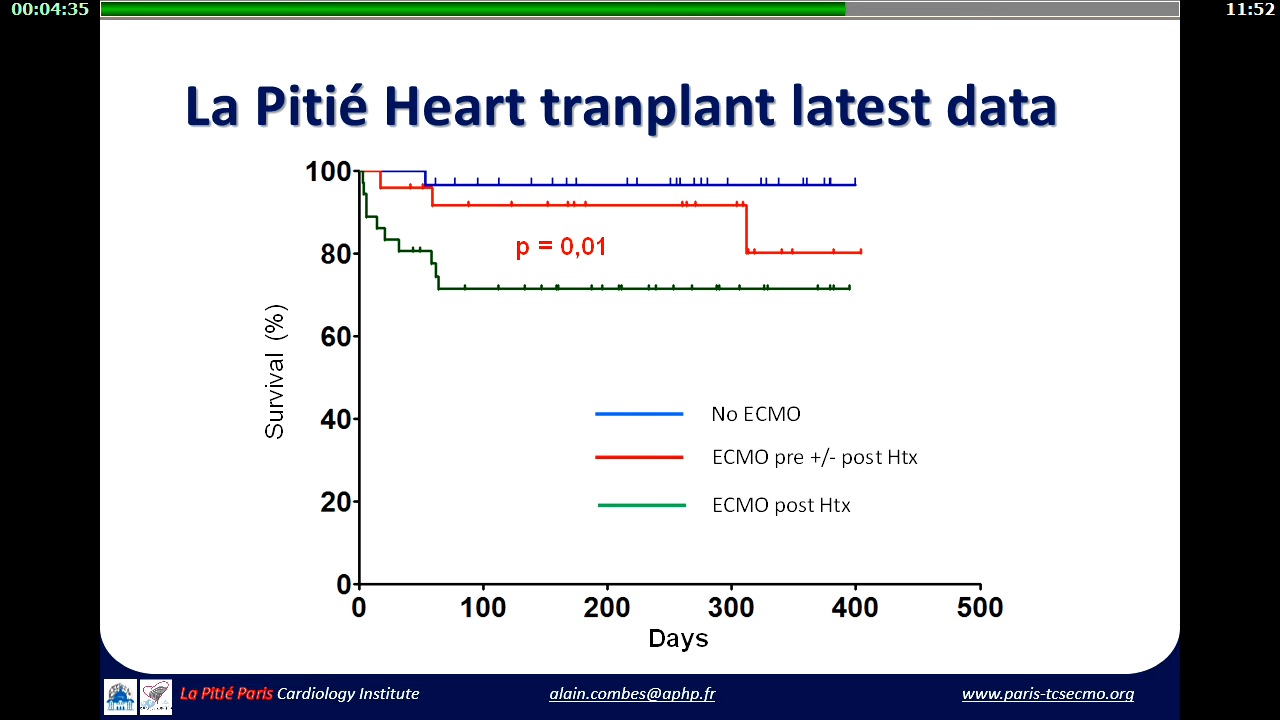 00:04:35
11:52
La Pitié Heart tranplant latest data
100
80
60
40
20
0
Survival (%)
p = 0,01
No ECMO
ECMO pre +/- post Htx
ECMO post Htx
0 100 200 300 400 500
Days
La Pitié Paris Cardiology Institute
alain.combes@aphp.fr
www.paris-tcsecmo.org